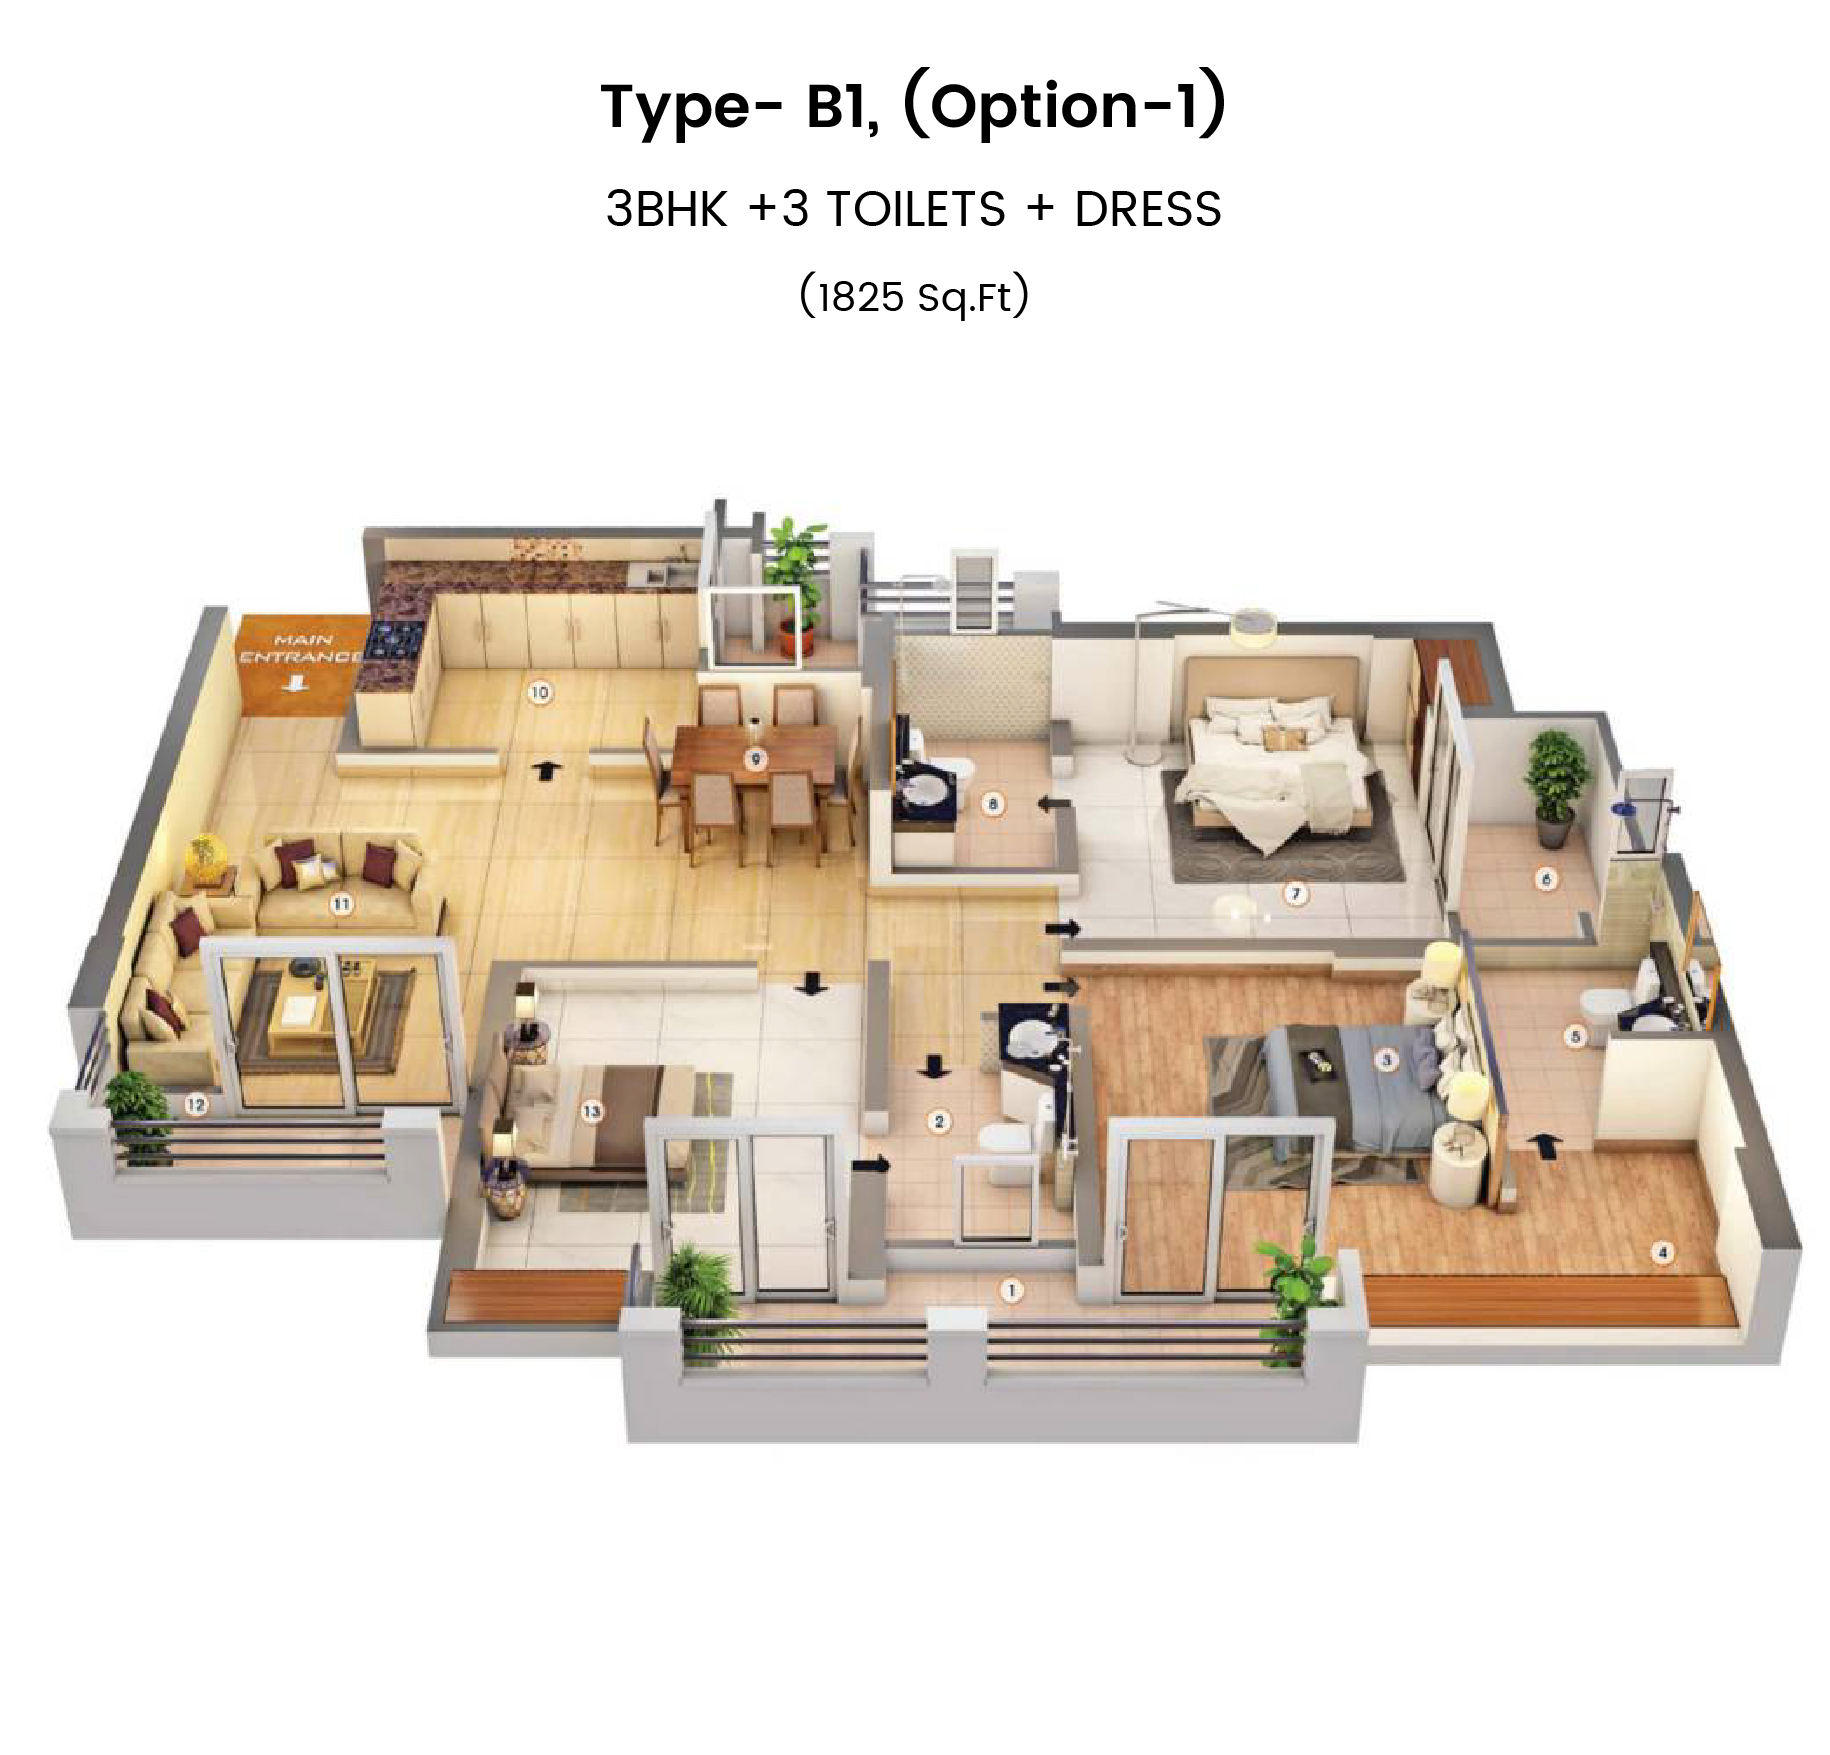 Type- B1, (Option-1)
3BHK +3 TOILETS + DRESS
(1825 Sq.Ft)
MAIN
ENTRANCE
10
9
8
7
6
11
5
3
12
13
2
4
1